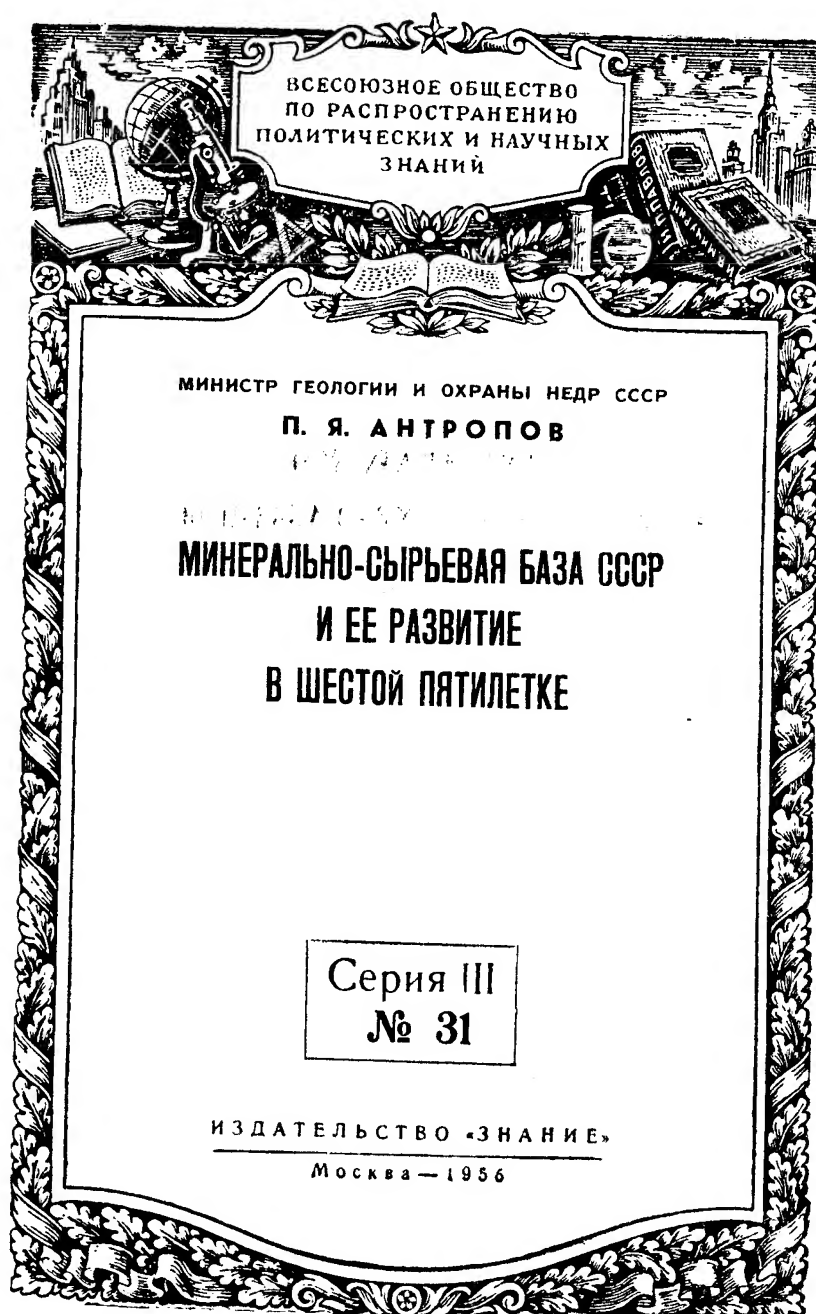 ВСЕСОЮЗНОЕ ОБЩЕСТВО
ПО РАСПРОСТРАНЕНИЮ
ПОЛИТИЧЕСКИХ И НАУЧНЫХ
ЗНАНИЙ
МИНИСТР ГЕОЛОГИИ И ОХРАНЫ НЕДР СССР
П. Я. АНТРОПОВ
МИНЕРАЛЬНО-СЫРЬЕВАЯ БАЗА СССР
И ЕЕ РАЗВИТИЕ
В ШЕСТОЙ ПЯТИЛЕТКЕ
Серия III
№ 31
ИЗДАТЕЛЬСТВО «ЗНАНИЕ»
Москва — 1956